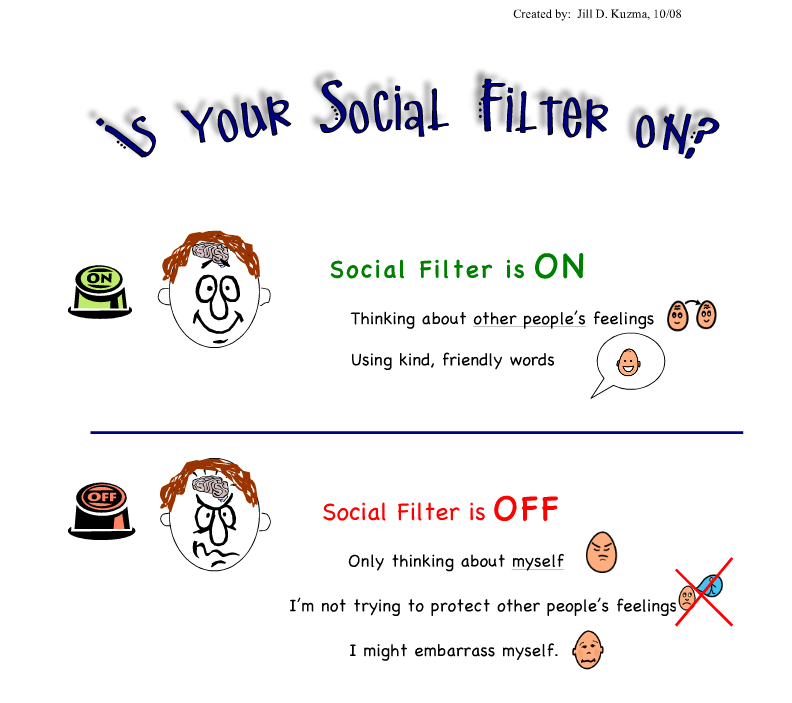 Created by: Jill D. Kuzma, 10/08
is your Social Filter on?
ON
Social Filter is ON
Thinking about other people's feelings
Using kind, friendly words
OFF
Social Filter is OFF
Only thinking about myself
I'm not trying to protect other people's feelings
I might embarrass myself.